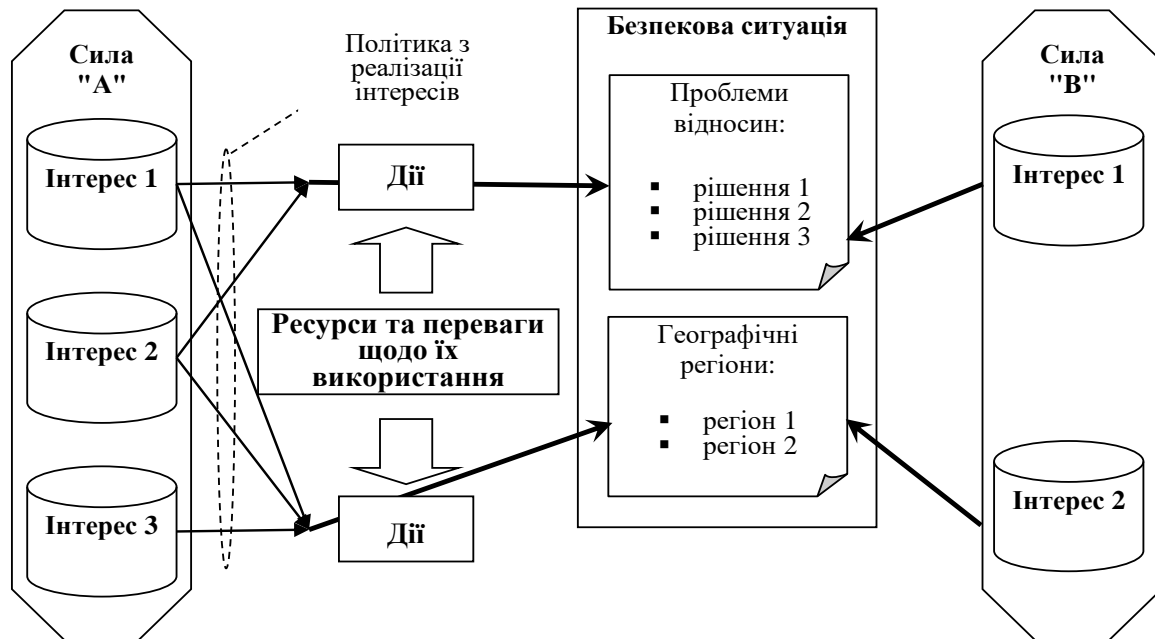 Сила
"А"
Інтерес 1
Інтерес 2
Інтерес 3
Політика з
реалізації
інтересів
Дії
Ресурси та переваги
щодо їх
використання
Дії
Безпекова ситуація
Проблеми
відносин:
▪ рішення 1
▪ рішення 2
▪ рішення 3
Географічні
регіони:
▪ регіон 1
▪ регіон 2
Сила
"В"
Інтерес 1
Інтерес 2